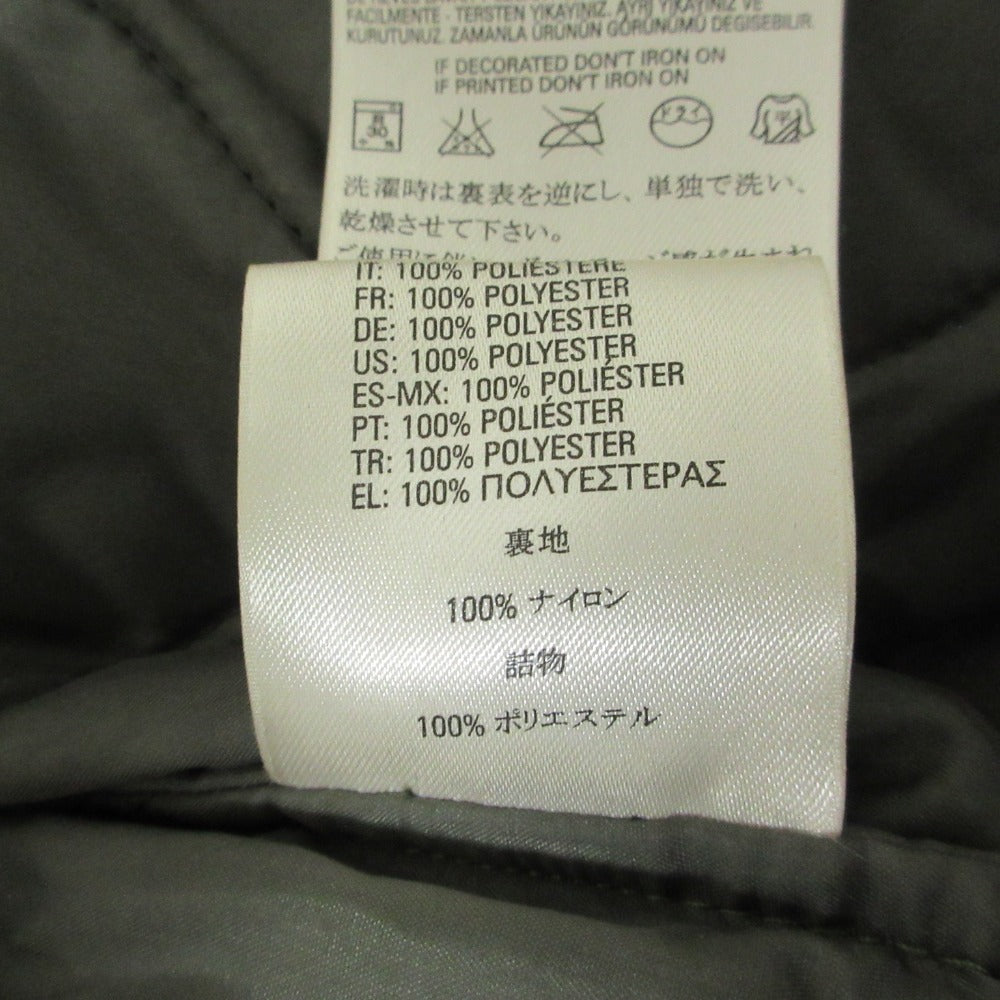 FACILMENTE - TERSTEN YIKAYINIZ. AYRI YIKAYINIZ VE
KURUTUNUZ. ZAMANLA ÜRÜNÜN GÖRÜNÜMÜ DEGISEBILIR
IF DECORATED DON'T IRON ON
IF PRINTED DON'T IRON ON
30
ドライ
洗濯時は裏表を逆にし、単独で洗い、
乾燥させて下さい。
IT: 100% POLIESTERE
FR: 100% POLYESTER
DE: 100% POLYESTER
US: 100% POLYESTER
ES-MX: 100% POLIÉSTER
PT: 100% POLIÉSTER
TR: 100% POLYESTER
EL: 100% ΠΟΛΥΕΣΤΕΡΑΣ
裏地
100% ナイロン
詰物
100% ポリエステル